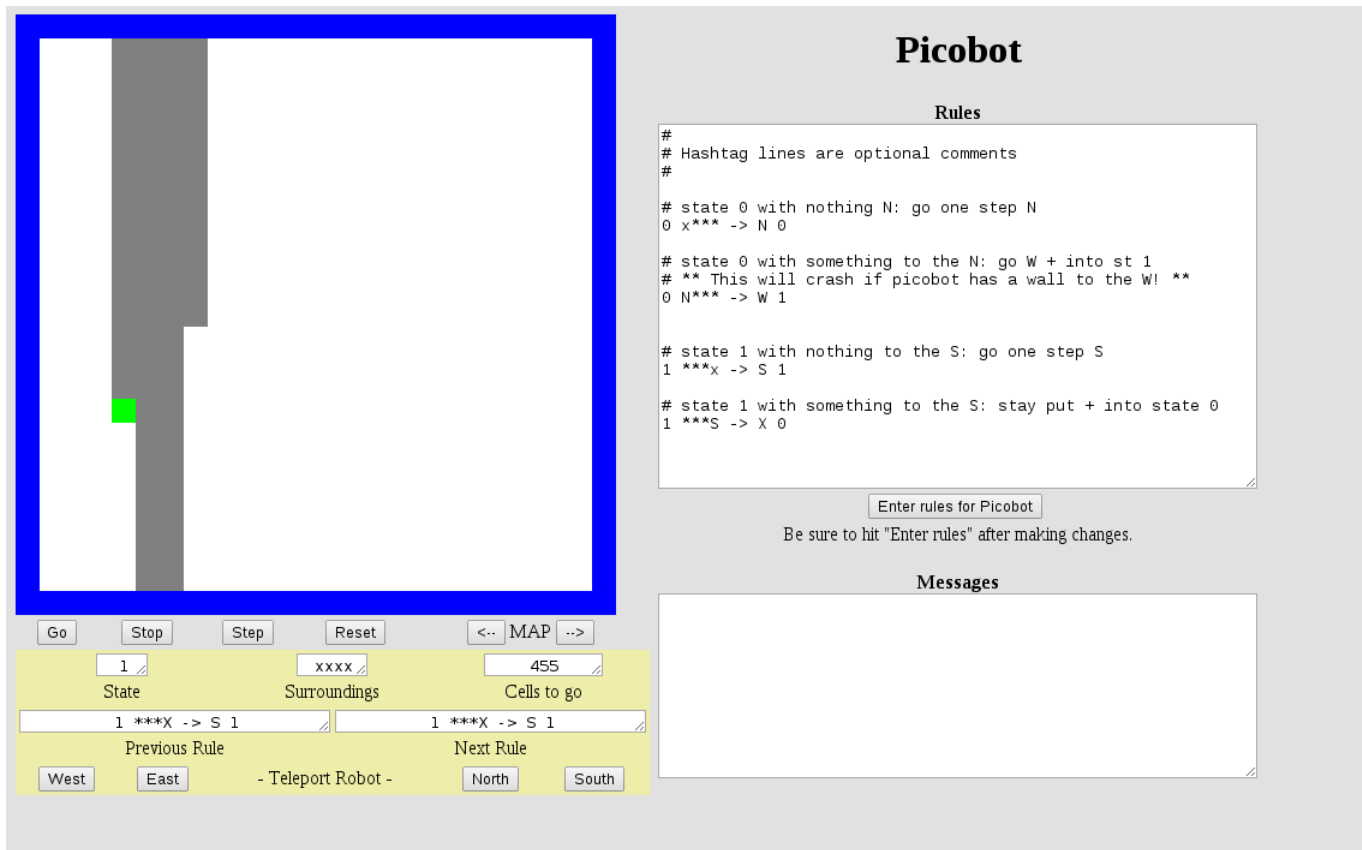 Picobot
Rules
#
# Hashtag lines are optional comments
#
# state 0 with nothing N: go one step N
0 x*** -> N 0
# state 0 with something to the N: go W + into st 1
# ** This will crash if picobot has a wall to the W! **
0 N*** -> W 1
# state 1 with nothing to the S: go one step S
1 ***x -> S 1
# state 1 with something to the S: stay put + into state 0
1 ***S -> X 0
Enter rules for Picobot
Be sure to hit "Enter rules" after making changes.
Messages
Go Stop Step Reset <-- MAP -->
1 xxxx 455
State Surroundings Cells to go
1 ***X -> S 1 1 ***X -> S 1
Previous Rule Next Rule
West East - Teleport Robot - North South